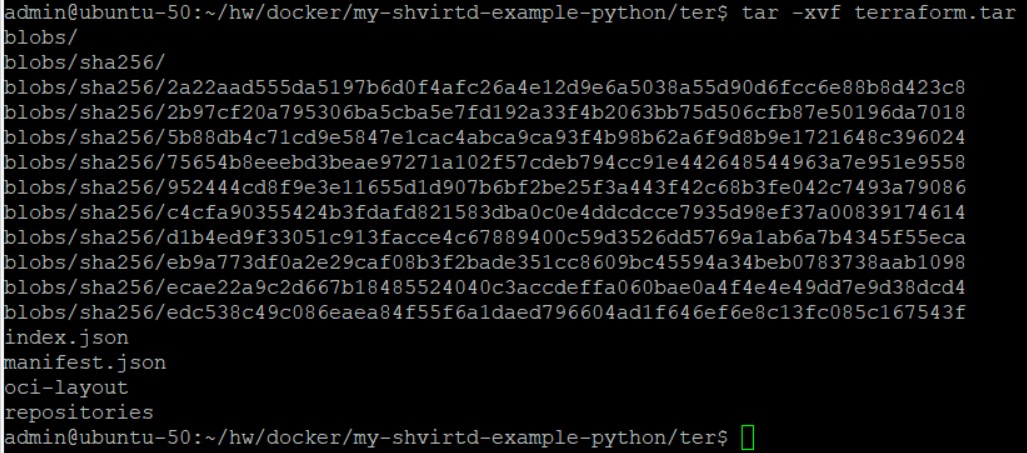 admin@ubuntu-50:~/hw/docker/my-shvirtd-example-python/ter$ tar -xvf terraform.tar
blobs/
blobs/sha256/
blobs/sha256/2a22aad555da5197b6d0f4afc26a4e12d9e6a5038a55d90d6fcc6e88b8d423c8
blobs/sha256/2b97cf20a795306ba5cba5e7fd192a33f4b2063bb75d506cfb87e50196da7018
blobs/sha256/5b88db4c71cd9e5847e1cac4abca9ca93f4b98b62a6f9d8b9e1721648c396024
blobs/sha256/75654b8eeebd3beae97271a102f57cdeb794cc91e442648544963a7e951e9558
blobs/sha256/952444cd8f9e3e11655d1d907b6bf2be25f3a443f42c68b3fe042c7493a79086
blobs/sha256/c4cfa90355424b3fdafd821583dba0c0e4ddcdcce7935d98ef37a00839174614
blobs/sha256/d1b4ed9f33051c913facce4c67889400c59d3526dd5769a1ab6a7b4345f55eca
blobs/sha256/eb9a773df0a2e29caf08b3f2bade351cc8609bc45594a34beb0783738aab1098
blobs/sha256/ecae22a9c2d667b18485524040c3accdeffa060bae0a4f4e4e49dd7e9d38dcd4
blobs/sha256/edc538c49c086eaea84f55f6a1daed796604ad1f646ef6e8c13fc085c167543f
index.json
manifest.json
oci-layout
repositories
admin@ubuntu-50:~/hw/docker/my-shvirtd-example-python/ter$